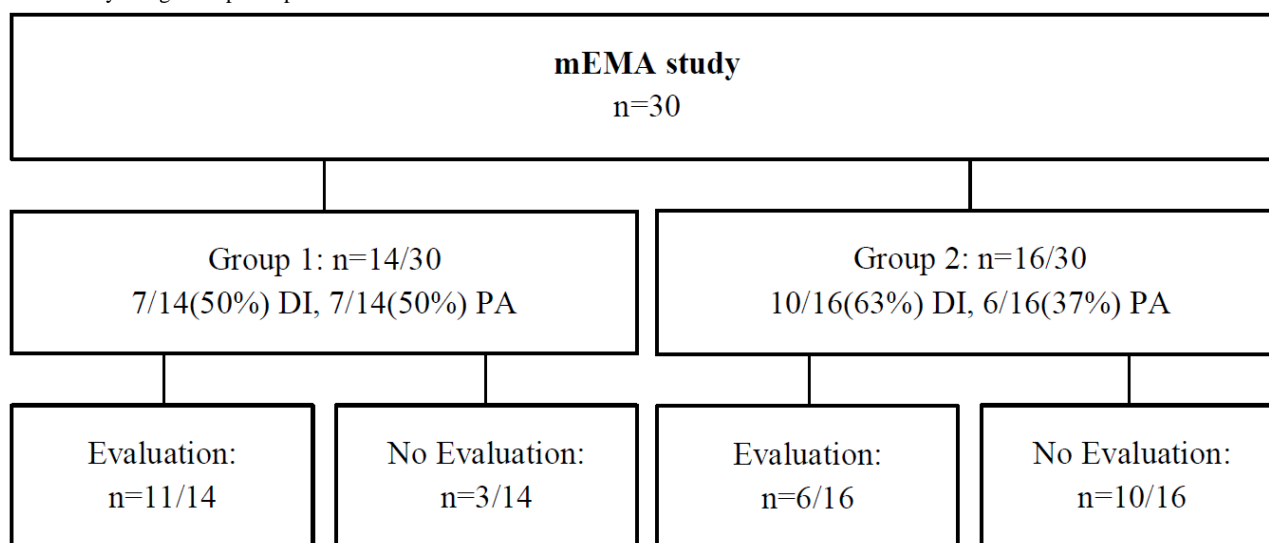 mEMA study
n=30
Group 1: n=14/30
7/14(50%) DI, 7/14(50%) PA
Group 2: n=16/30
10/16(63%) DI, 6/16(37%) PA
Evaluation:
n=11/14
No Evaluation:
n=3/14
Evaluation:
n=6/16
No Evaluation:
n=10/16